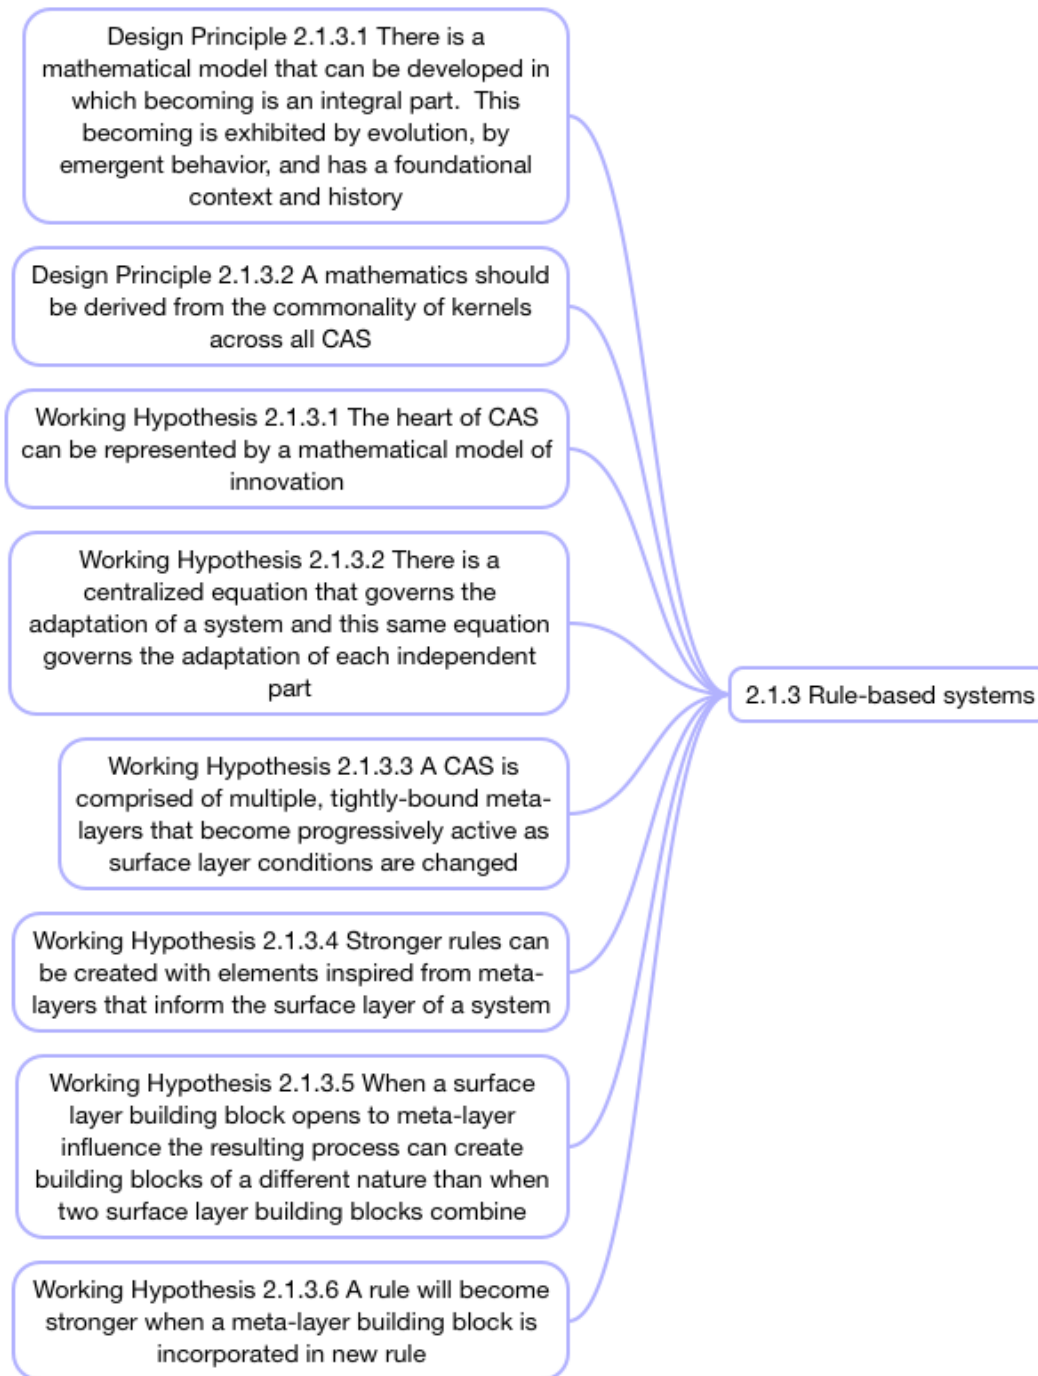 Design Principle 2.1.3.1 There is a
mathematical model that can be developed in
which becoming is an integral part.  This
becoming is exhibited by evolution, by
emergent behavior, and has a foundational
context and history
Design Principle 2.1.3.2 A mathematics should
be derived from the commonality of kernels
across all CAS
Working Hypothesis 2.1.3.1 The heart of CAS
can be represented by a mathematical model of
innovation
Working Hypothesis 2.1.3.2 There is a
centralized equation that governs the
adaptation of a system and this same equation
governs the adaptation of each independent
part
2.1.3 Rule-based systems
Working Hypothesis 2.1.3.3 A CAS is
comprised of multiple, tightly-bound meta-
layers that become progressively active as
surface layer conditions are changed
Working Hypothesis 2.1.3.4 Stronger rules can
be created with elements inspired from meta-
layers that inform the surface layer of a system
Working Hypothesis 2.1.3.5 When a surface
layer building block opens to meta-layer
influence the resulting process can create
building blocks of a different nature than when
two surface layer building blocks combine
Working Hypothesis 2.1.3.6 A rule will become
stronger when a meta-layer building block is
incorporated in new rule